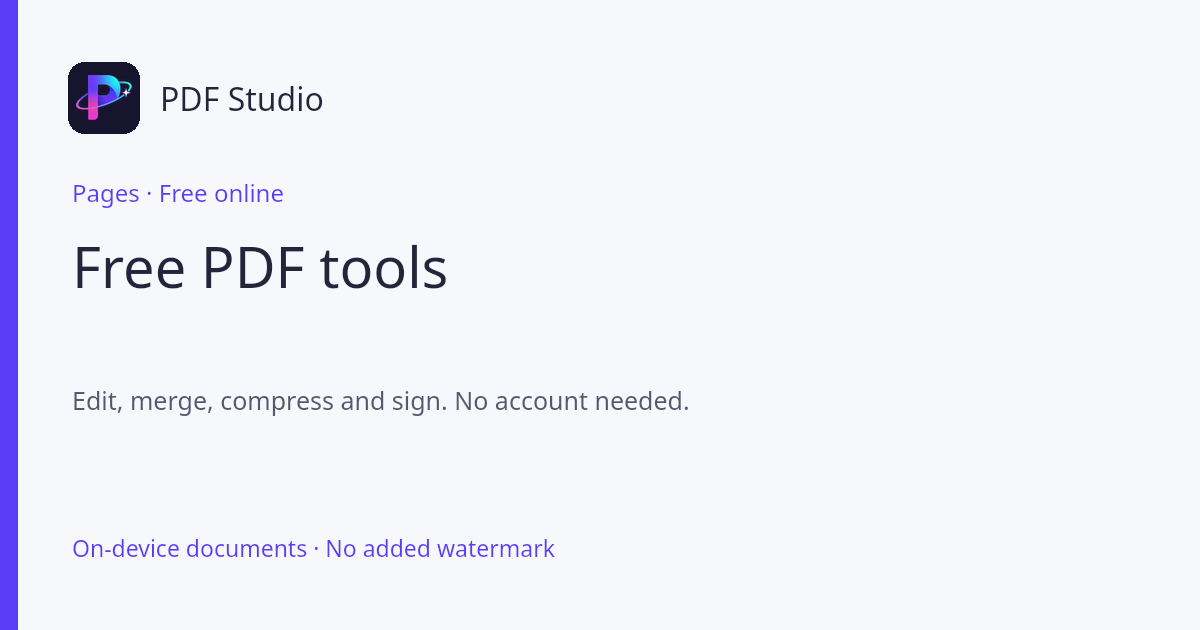 PDF Studio
Pages · Free online
Free PDF tools
Edit, merge, compress and sign. No account needed.
On-device documents · No added watermark